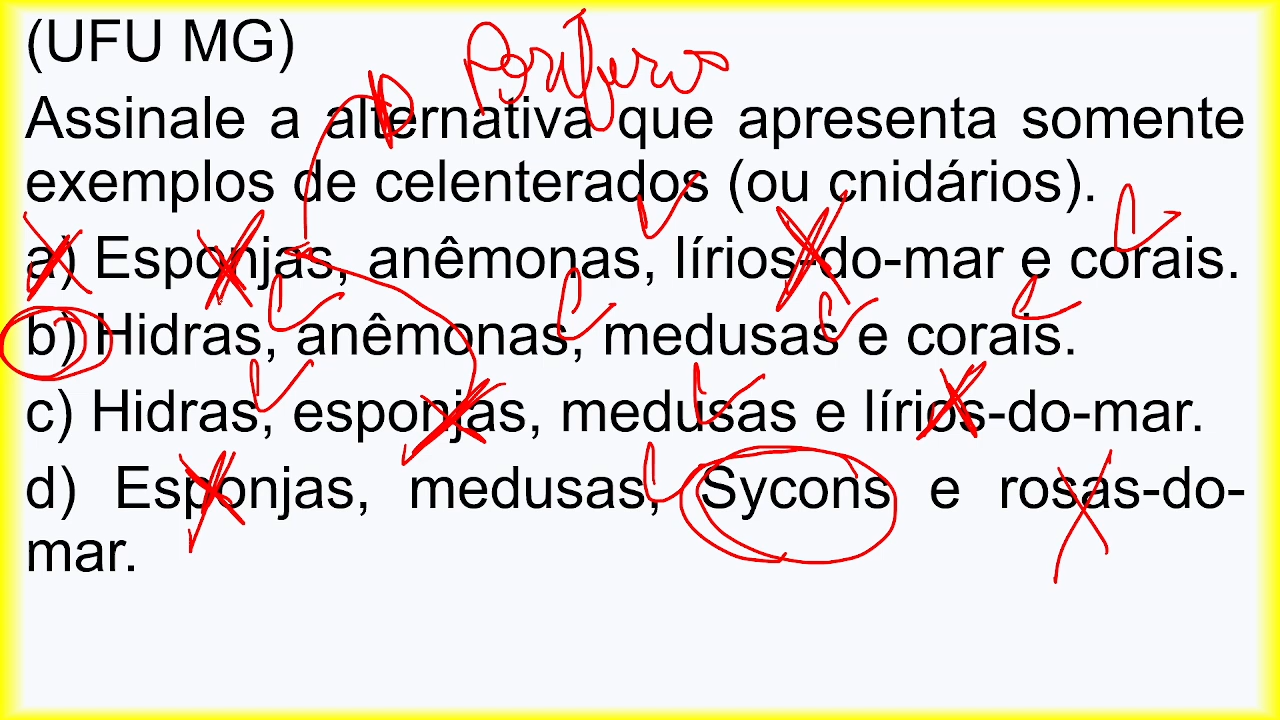 (UFU MG)
Poríferos
Assinale a alternativa que apresenta somente
exemplos de celenterados (ou cnidários).
a) Esponjas, anêmonas, lírios-do-mar e corais.
b) Hidras, anêmonas, medusas e corais.
c) Hidras, esponjas, medusas e lírios-do-mar.
d) Esponjas, medusas, Sycons e rosas-do-
mar.